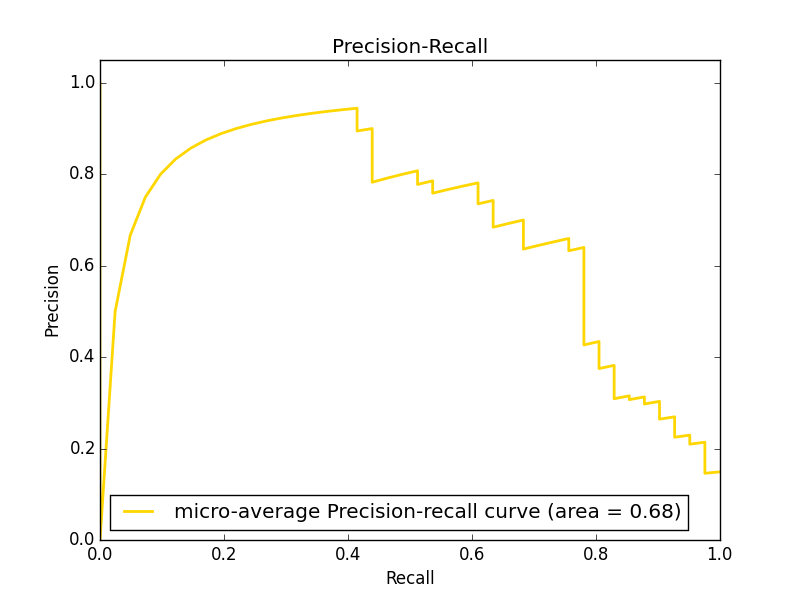 Precision-Recall
1.0
0.8
0.6
0.4
0.2
0.0
Precision
micro-average Precision-recall curve (area = 0.68)
0.0 0.2 0.4 0.6 0.8 1.0
Recall